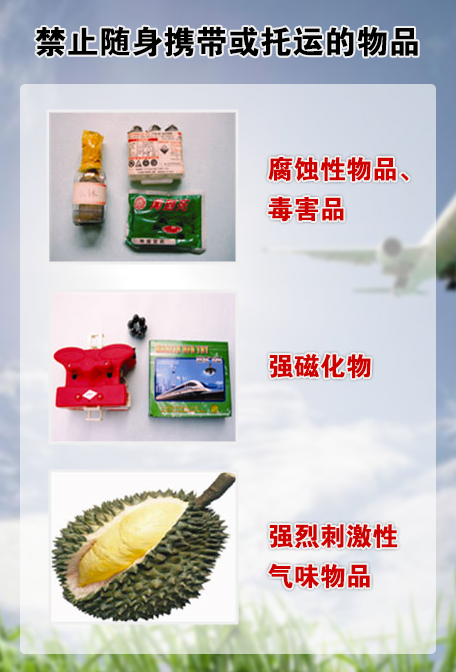 禁止随身携带或托运的物品
腐蚀性物品、
毒害品
强磁化物
强烈刺激性
气味物品